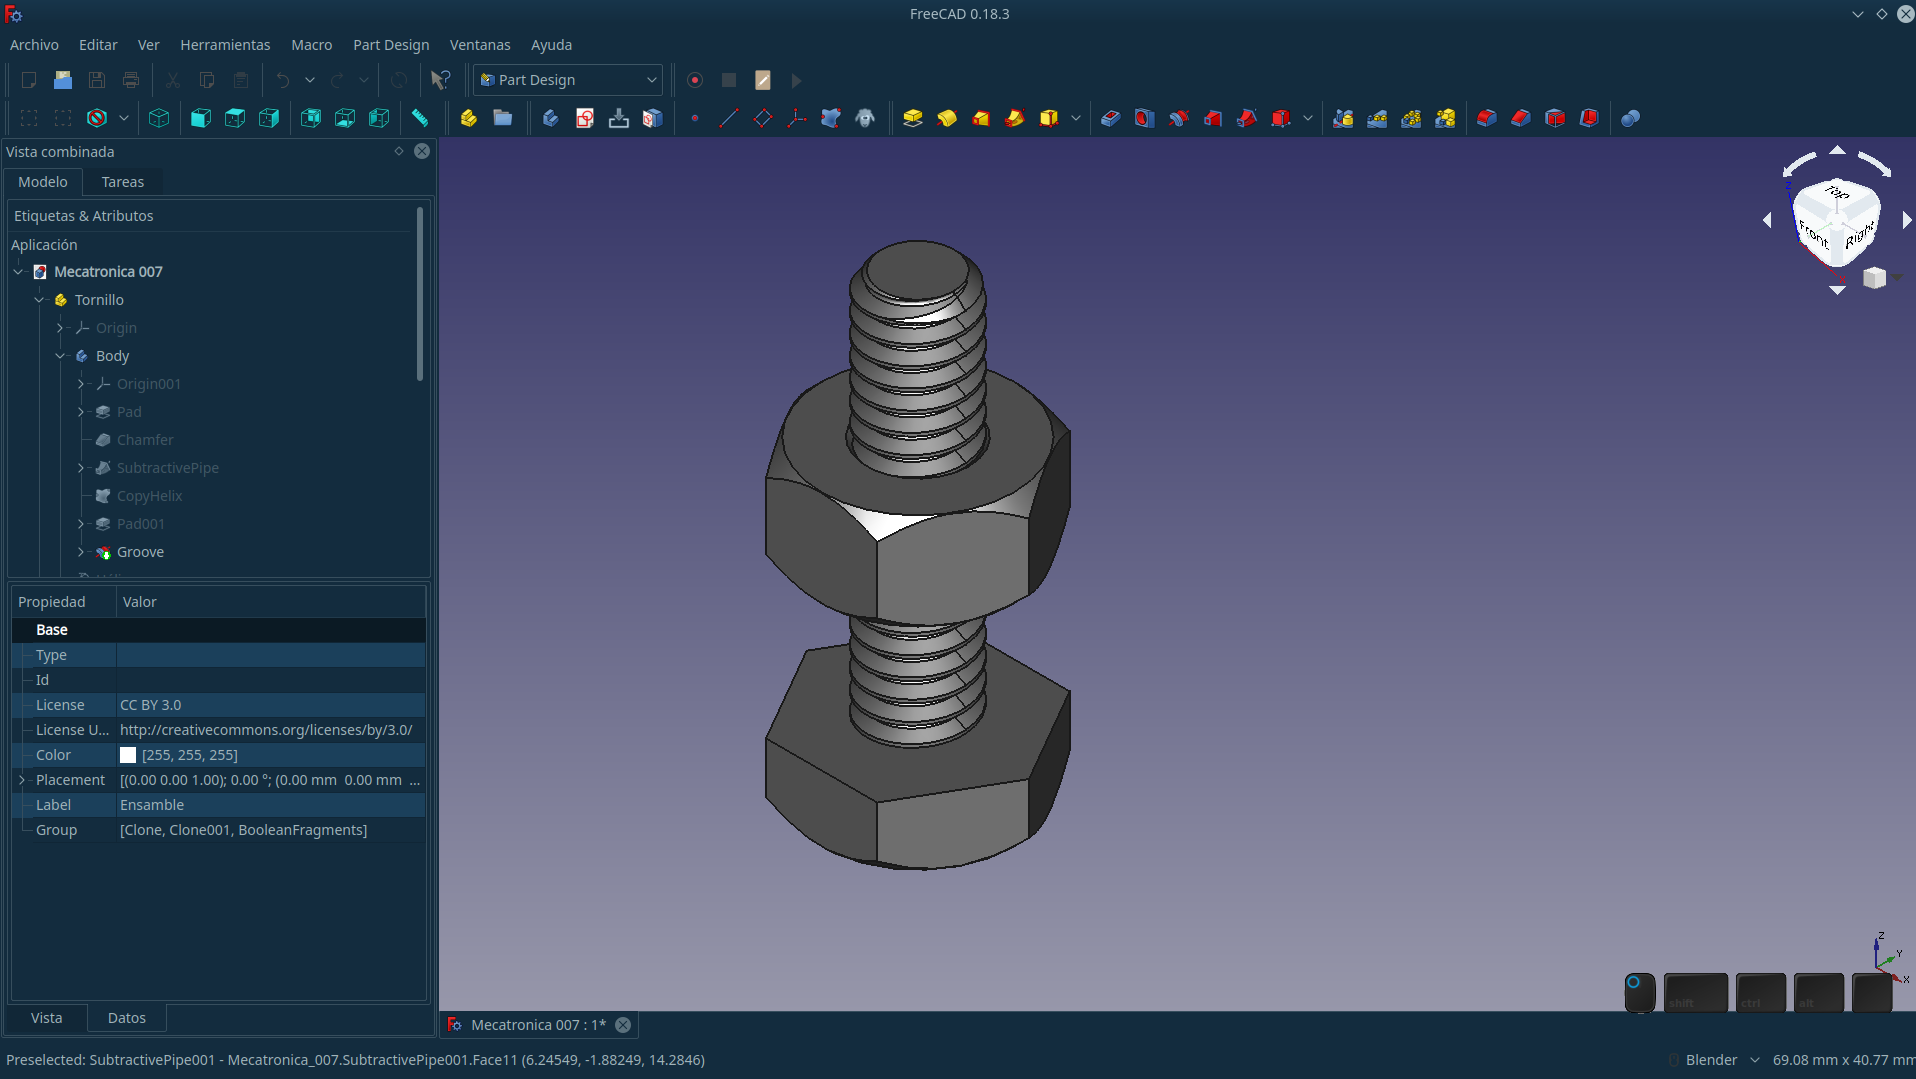 FreeCAD 0.18.3
Archivo Editar Ver Herramientas Macro Part Design Ventanas Ayuda
Part Design
Vista combinada
Modelo Tareas
Etiquetas & Atributos
Aplicación
Mecatronica 007
Tornillo
Origin
Body
Origin001
Pad
Chamfer
SubtractivePipe
CopyHelix
Pad001
Groove
Propiedad Valor
Base
Type
Id
License CC BY 3.0
License U... http://creativecommons.org/licenses/by/3.0/
Color [255, 255, 255]
Placement [(0.00 0.00 1.00); 0.00 °; (0.00 mm 0.00 mm ...
Label Ensamble
Group [Clone, Clone001, BooleanFragments]
Vista Datos
Top
Front Right
Z
Z
Y
X
shift ctrl alt
Mecatronica 007 : 1*
Preselected: SubtractivePipe001 - Mecatronica_007.SubtractivePipe001.Face11 (6.24549, -1.88249, 14.2846)
Blender 69.08 mm x 40.77 mm